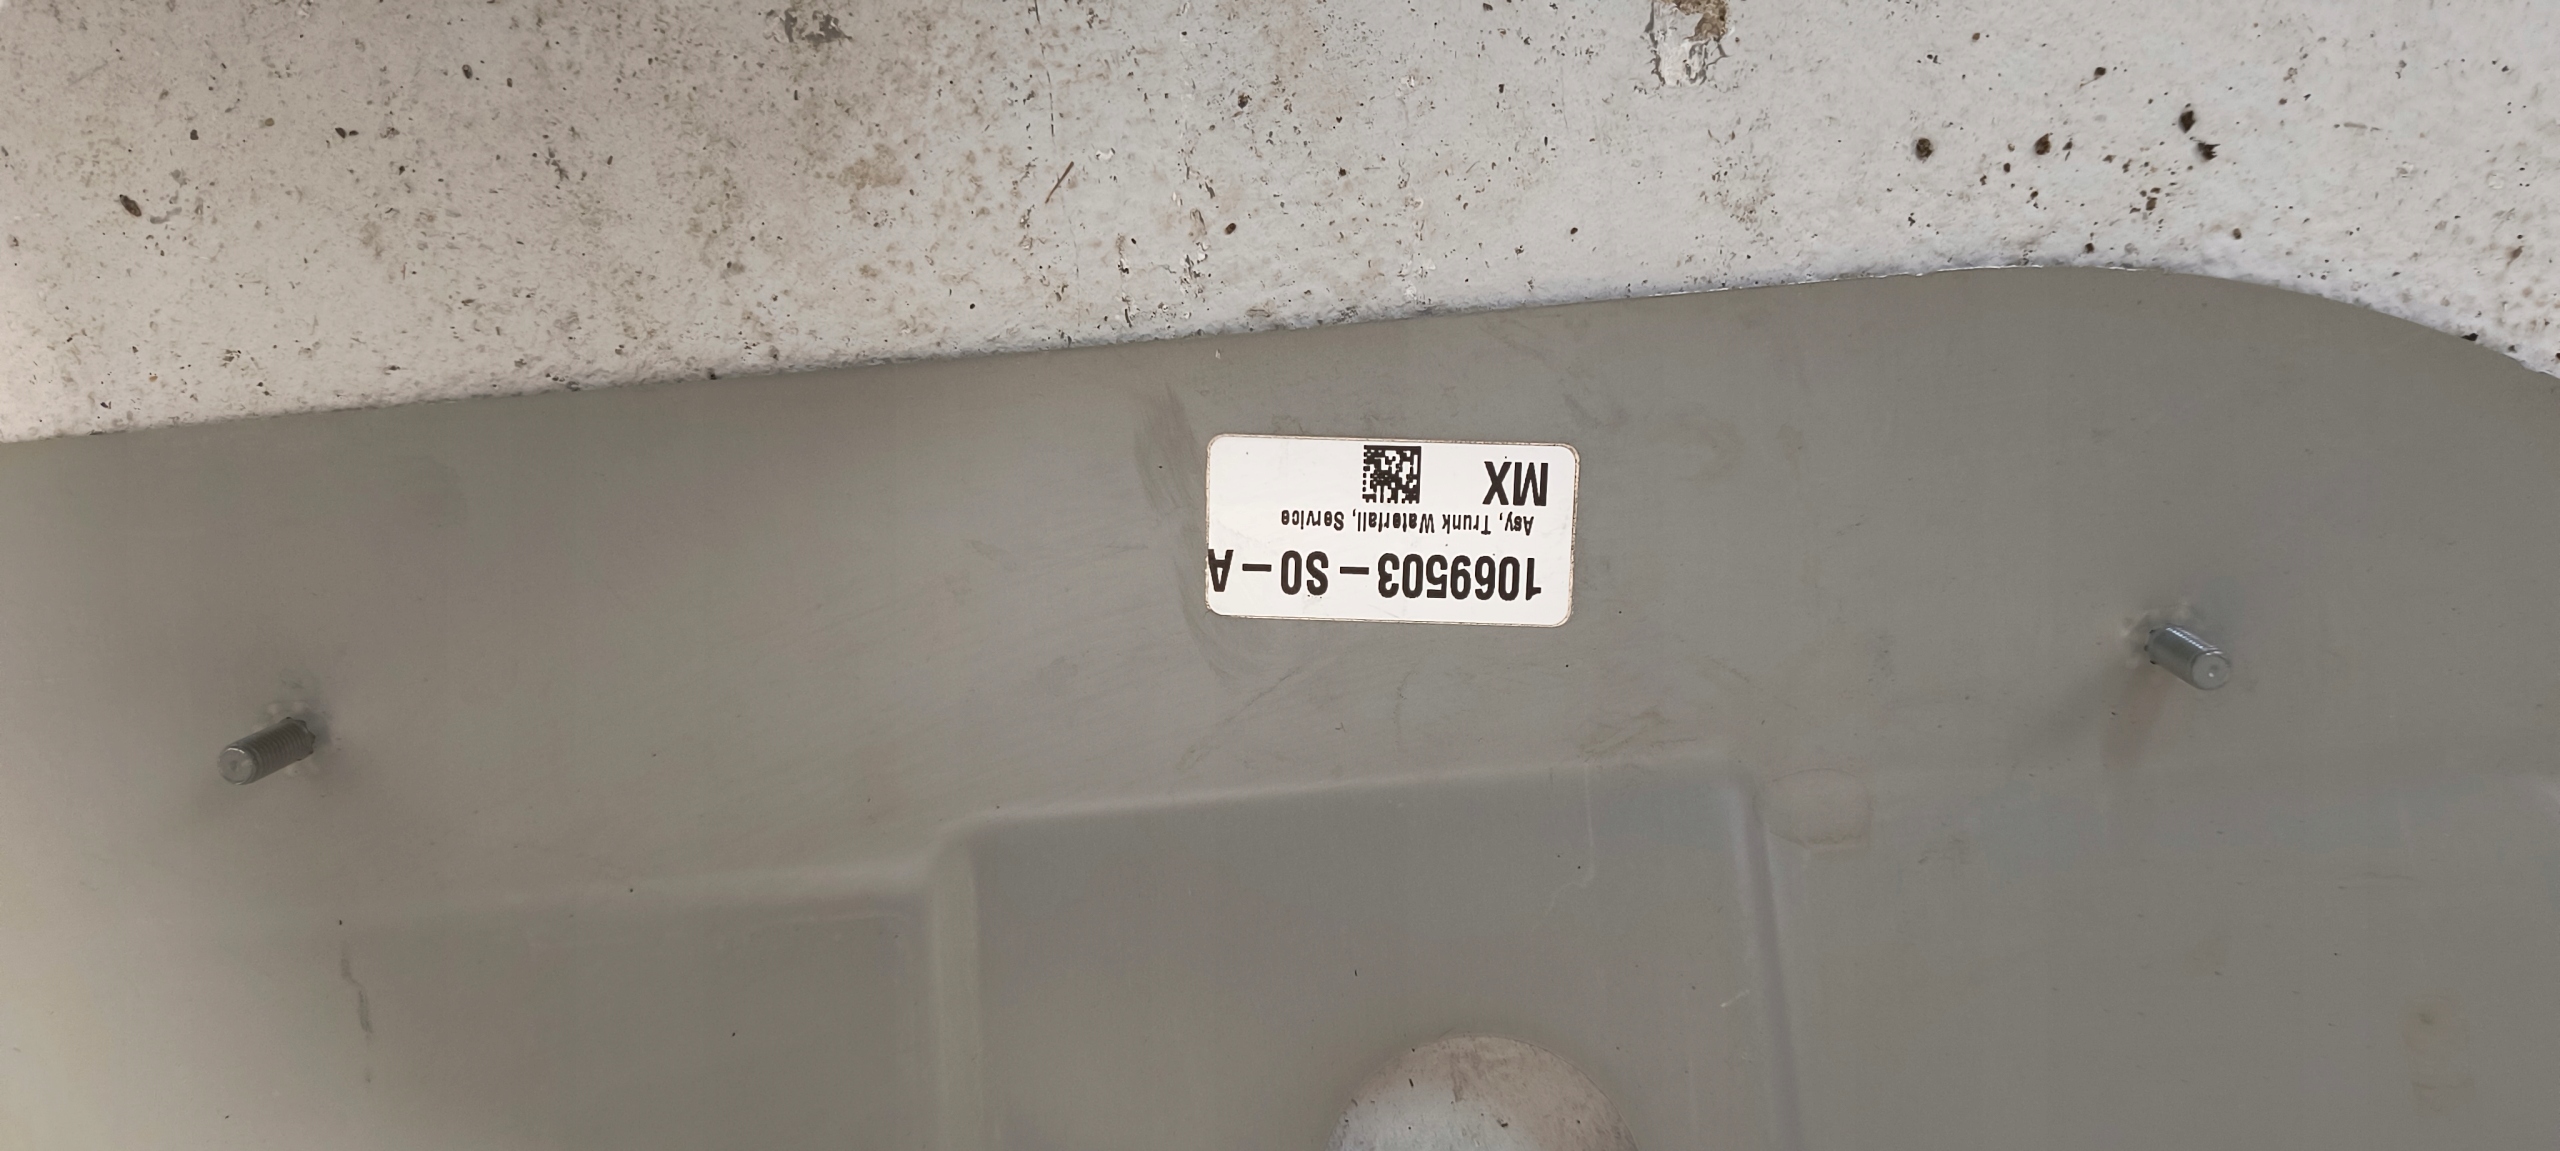 1069503-S0-A
Asy, Trunk Waterfall, Service
MX